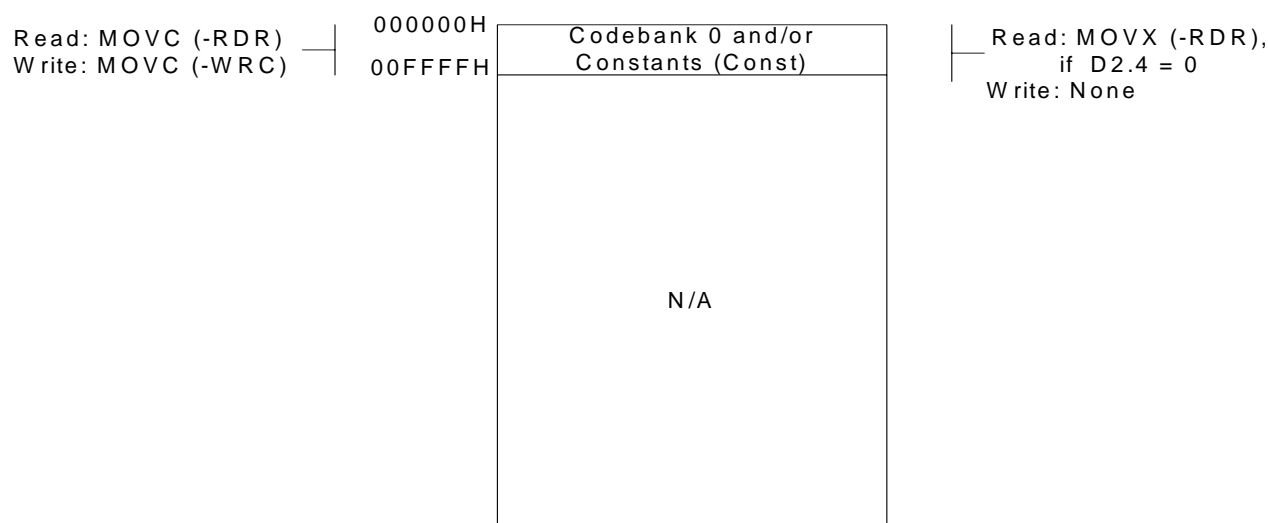 Read: MOVC (-RDR)
Write: MOVC (-WRC)
000000H
00FFFFH
Codebank 0 and/or
Constants (Const)
Read: MOVX (-RDR),
if D2.4 = 0
Write: None
N/A